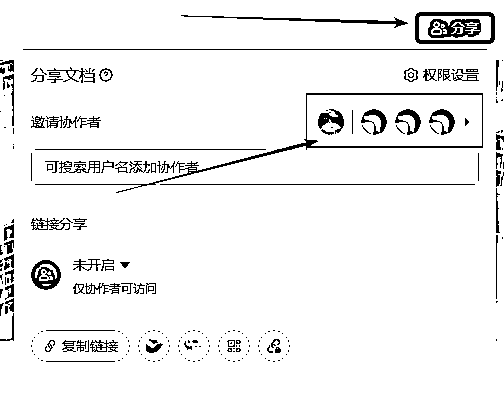 分享
分享文档
权限设置
邀请协作者
可搜索用户名添加协作者
链接分享
未开启
仅协作者可访问
复制链接